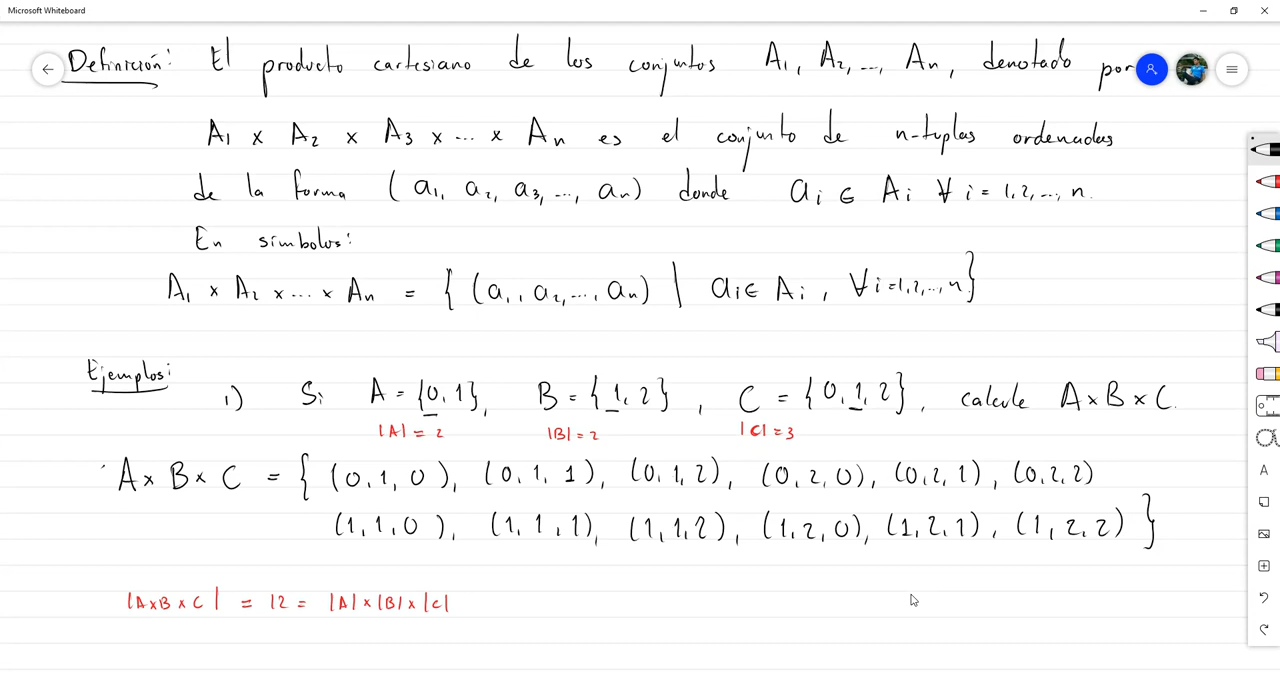 Microsoft Whiteboard
Definición: El producto cartesiano de los conjuntos A₁, A₂, ..., Aₙ, denotado por
A₁ × A₂ × A₃ × ... × Aₙ es el conjunto de n-tuplas ordenadas
de la forma (a₁, a₂, a₃, ..., aₙ) donde aᵢ ∈ Aᵢ ∀ i = 1, 2, ..., n.
En símbolos:
A₁ × A₂ × ... × Aₙ = { (a₁, a₂, ..., aₙ) | aᵢ ∈ Aᵢ, ∀ i = 1, 2, ..., n }
Ejemplos:
1) Si A = {0, 1}, B = {1, 2}, C = {0, 1, 2}, calcule A × B × C.
|A| = 2 |B| = 2 |C| = 3
A × B × C = { (0, 1, 0), (0, 1, 1), (0, 1, 2), (0, 2, 0), (0, 2, 1), (0, 2, 2)
(1, 1, 0), (1, 1, 1), (1, 1, 2), (1, 2, 0), (1, 2, 1), (1, 2, 2) }
|A × B × C| = 12 = |A| × |B| × |C|